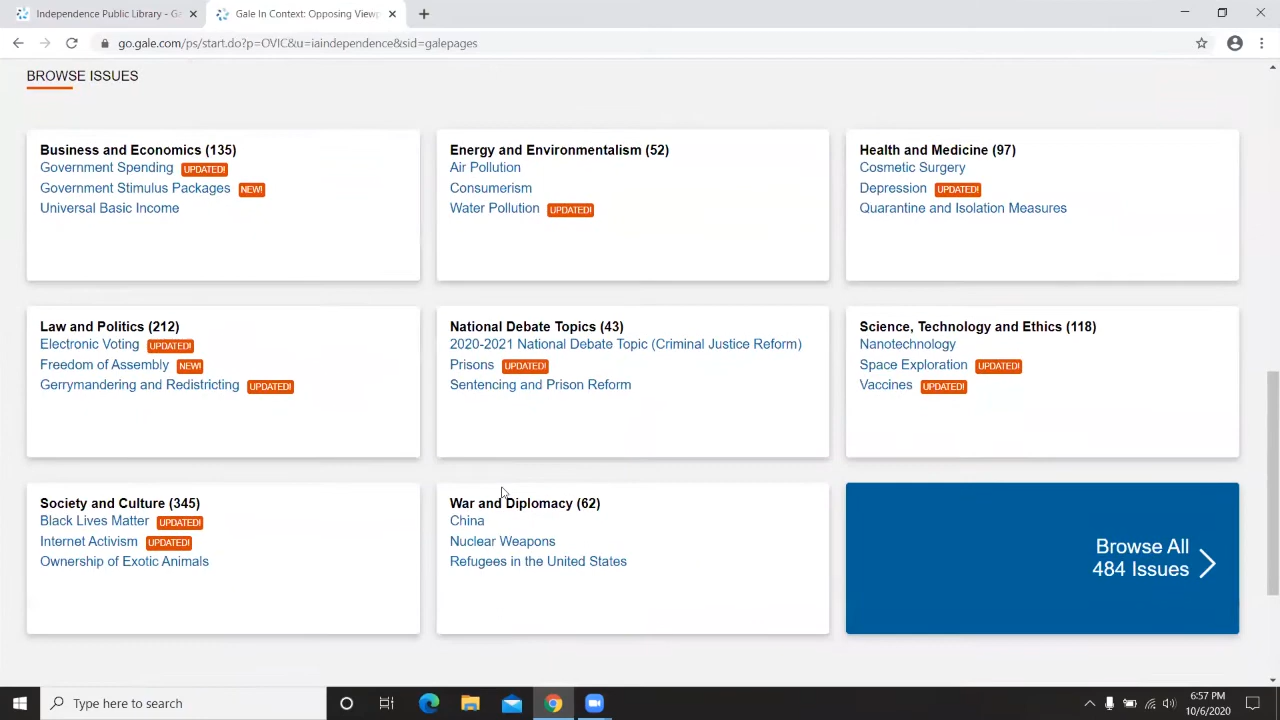 Independence Public Library - Ga
Gale In Context: Opposing Viewp
go.gale.com/ps/start.do?p=OVIC&u=iaindependence&sid=galepages
BROWSE ISSUES
Business and Economics (135)
Government Spending UPDATED!
Government Stimulus Packages NEW!
Universal Basic Income
Energy and Environmentalism (52)
Air Pollution
Consumerism
Water Pollution UPDATED!
Health and Medicine (97)
Cosmetic Surgery
Depression UPDATED!
Quarantine and Isolation Measures
Law and Politics (212)
Electronic Voting UPDATED!
Freedom of Assembly NEW!
Gerrymandering and Redistricting UPDATED!
National Debate Topics (43)
2020-2021 National Debate Topic (Criminal Justice Reform)
Prisons UPDATED!
Sentencing and Prison Reform
Science, Technology and Ethics (118)
Nanotechnology
Space Exploration UPDATED!
Vaccines UPDATED!
Society and Culture (345)
Black Lives Matter UPDATED!
Internet Activism UPDATED!
Ownership of Exotic Animals
War and Diplomacy (62)
China
Nuclear Weapons
Refugees in the United States
Browse All
484 Issues
Type here to search
6:57 PM
10/6/2020